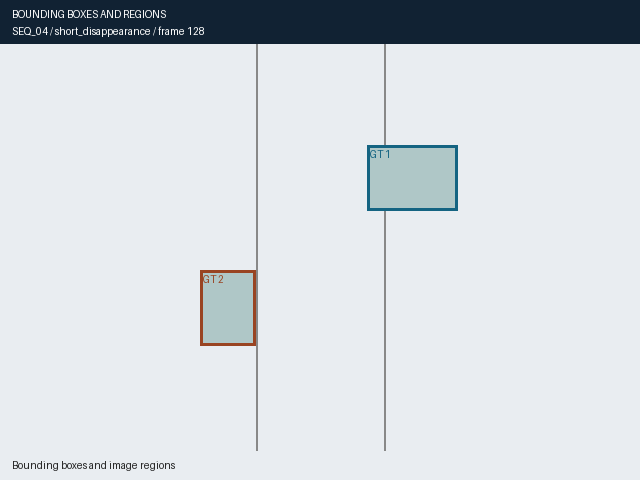 BOUNDING BOXES AND REGIONS
SEQ_04 / short_disappearance / frame 128
GT1
GT2
Bounding boxes and image regions